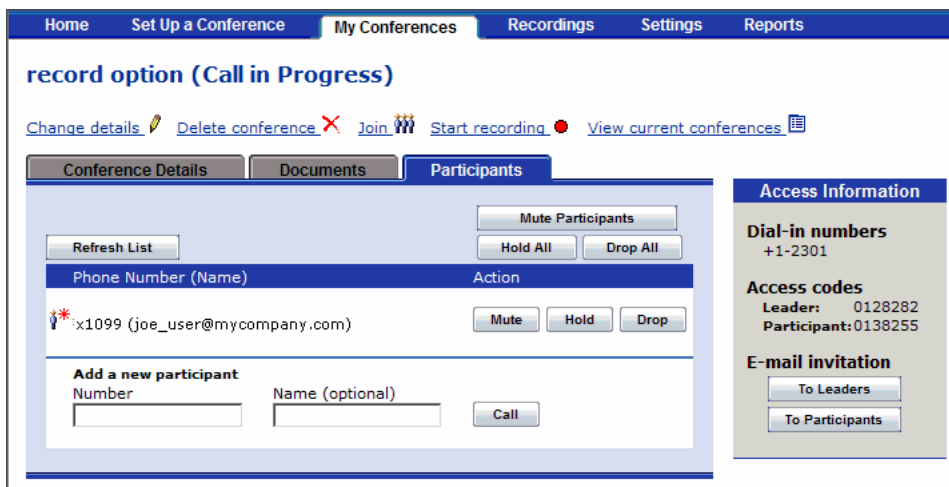 Home Set Up a Conference My Conferences Recordings Settings Reports
record option (Call in Progress)
Change details Delete conference Join Start recording View current conferences
Conference Details Documents Participants
Mute Participants
Refresh List Hold All Drop All
Phone Number (Name) Action
x1099 (joe_user@mycompany.com) Mute Hold Drop
Add a new participant
Number Name (optional)
Call
Access Information
Dial-in numbers
+1-2301
Access codes
Leader: 0128282
Participant: 0138255
E-mail invitation
To Leaders
To Participants